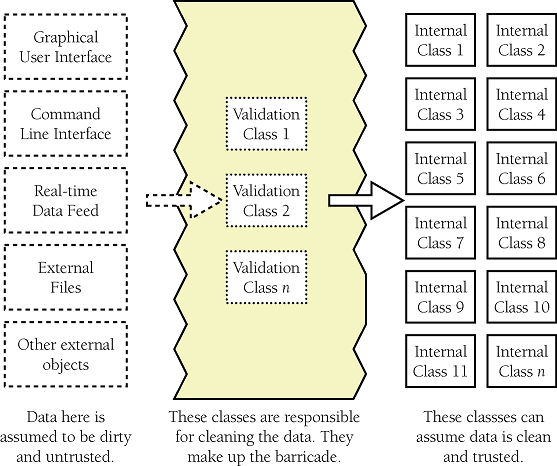 Graphical
User Interface
Command
Line Interface
Real-time
Data Feed
External
Files
Other external
objects
Data here is
assumed to be dirty
and untrusted.
Validation
Class 1
Validation
Class 2
Validation
Class n
These classes are responsible
for cleaning the data. They
make up the barricade.
Internal
Class 1
Internal
Class 2
Internal
Class 3
Internal
Class 4
Internal
Class 5
Internal
Class 6
Internal
Class 7
Internal
Class 8
Internal
Class 9
Internal
Class 10
Internal
Class 11
Internal
Class n
These classses can
assume data is clean
and trusted.